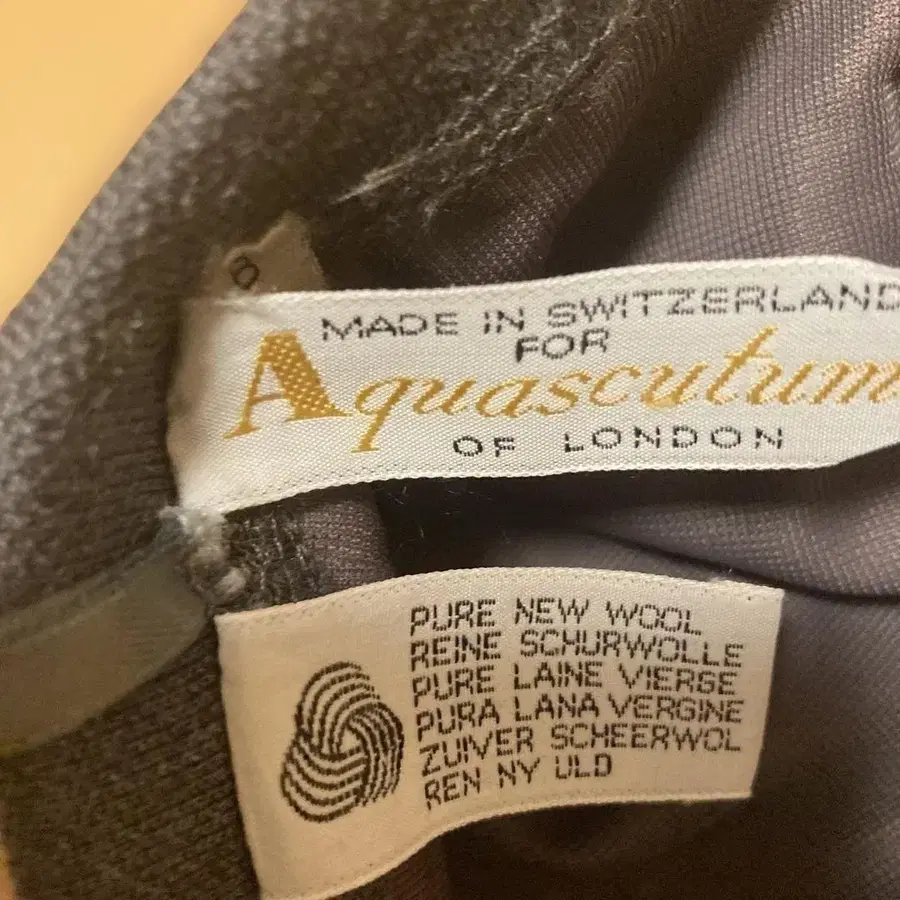 MADE IN SWITZERLAND
FOR
Aquascutum
OF LONDON
PURE NEW WOOL
REINE SCHURWOLLE
PURE LAINE VIERGE
PURA LANA VERGINE
ZUIVER SCHEERWOL
REN NY ULD